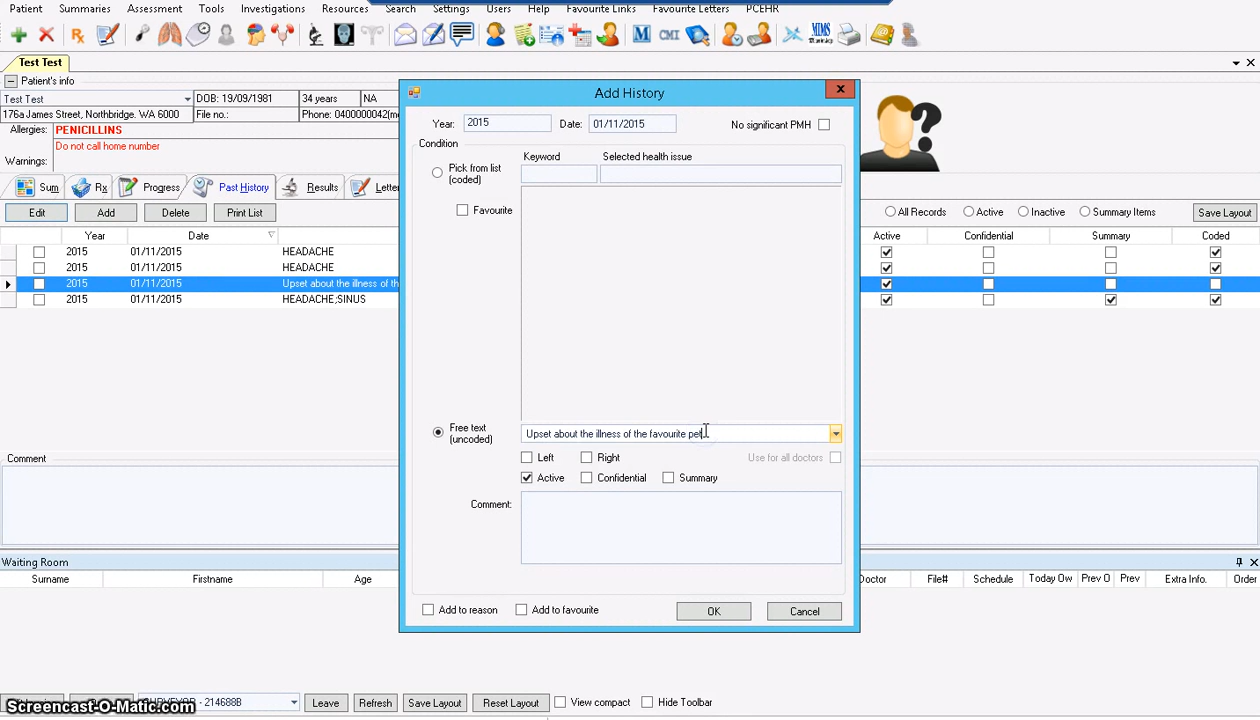 Patient Summaries Assessment Tools Investigations Resources Search Settings Users Help Favourite Links Favourite Letters PCEHR
M CMI MIMS
Test Test
Patient's info
Test Test DOB: 19/09/1981 34 years NA
176a James Street, Northbridge. WA 6000 File no.: Phone: 0400000042(m
Allergies: PENICILLINS
Do not call home number
Warnings:
Sum Rx Progress Past History Results Letter
Edit Add Delete Print List All Records Active Inactive Summary Items Save Layout
Year Date Active Confidential Summary Coded
2015 01/11/2015 HEADACHE
2015 01/11/2015 HEADACHE
2015 01/11/2015 Upset about the illness of th
2015 01/11/2015 HEADACHE;SINUS
Add History
Year: 2015 Date: 01/11/2015 No significant PMH
Condition
Keyword Selected health issue
Pick from list
(coded)
Favourite
Free text
(uncoded)
Upset about the illness of the favourite pet
Left Right Use for all doctors
Active Confidential Summary
Comment:
Add to reason Add to favourite OK Cancel
Comment
Waiting Room
Surname Firstname Age Doctor File# Schedule Today Ow Prev O Prev Extra Info. Order
SURVEYOR - 214688B Leave Refresh Save Layout Reset Layout View compact Hide Toolbar
Screencast-O-Matic.com